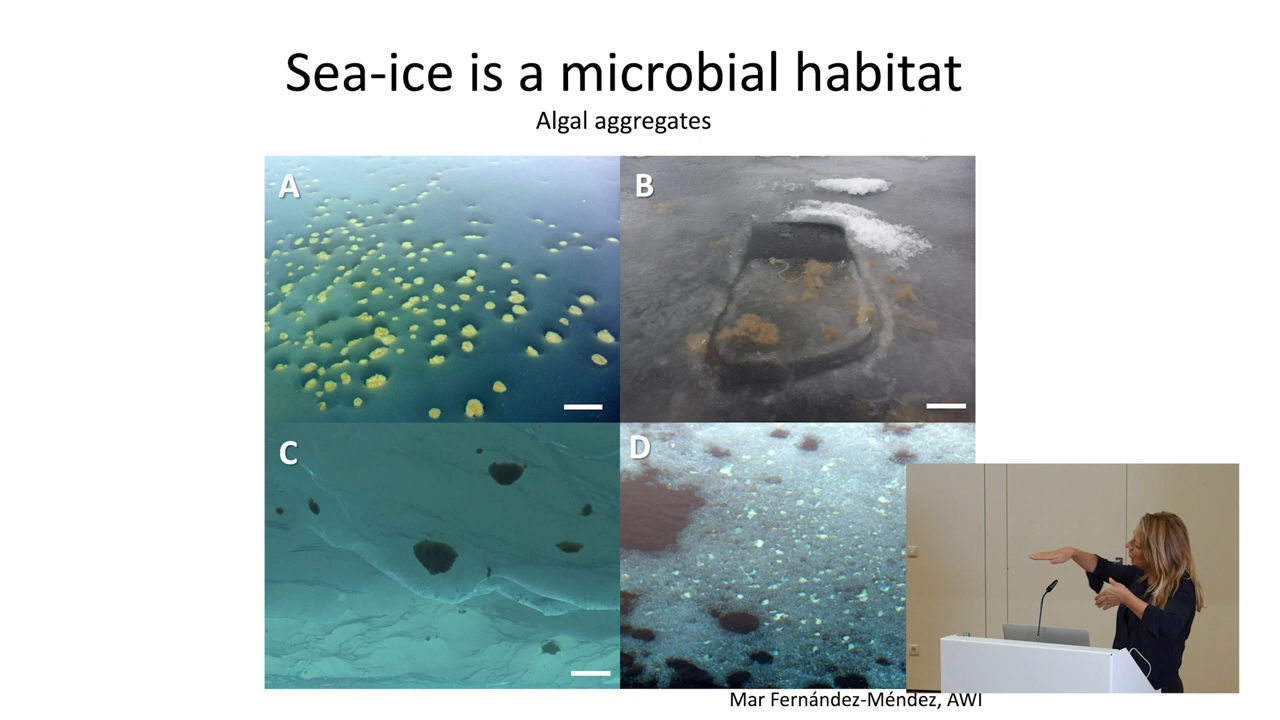 Sea-ice is a microbial habitat
Algal aggregates
A
B
C
D
Mar Fernández-Méndez, AWI